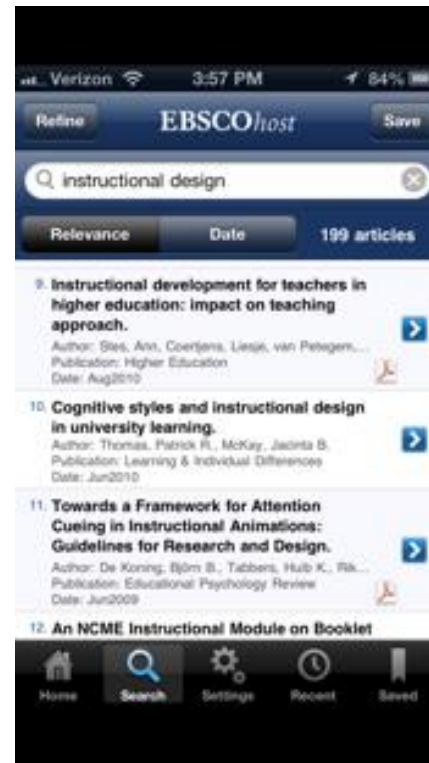 Verizon 3:57 PM 84%
Refine EBSCOhost Save
instructional design
Relevance Date 199 articles
9. Instructional development for teachers in
higher education: impact on teaching
approach.
Author: Stes, Ann, Coertjens, Liesje, van Petegem,...
Publication: Higher Education
Date: Aug2010
10. Cognitive styles and instructional design
in university learning.
Author: Thomas, Patrick R., McKay, Jacinta B.
Publication: Learning & Individual Differences
Date: Jun2010
11. Towards a Framework for Attention
Cueing in Instructional Animations:
Guidelines for Research and Design.
Author: De Koning, Björn B., Tabbers, Huib K., Rik...
Publication: Educational Psychology Review
Date: Jun2009
12. An NCME Instructional Module on Booklet
Home Search Settings Recent Saved